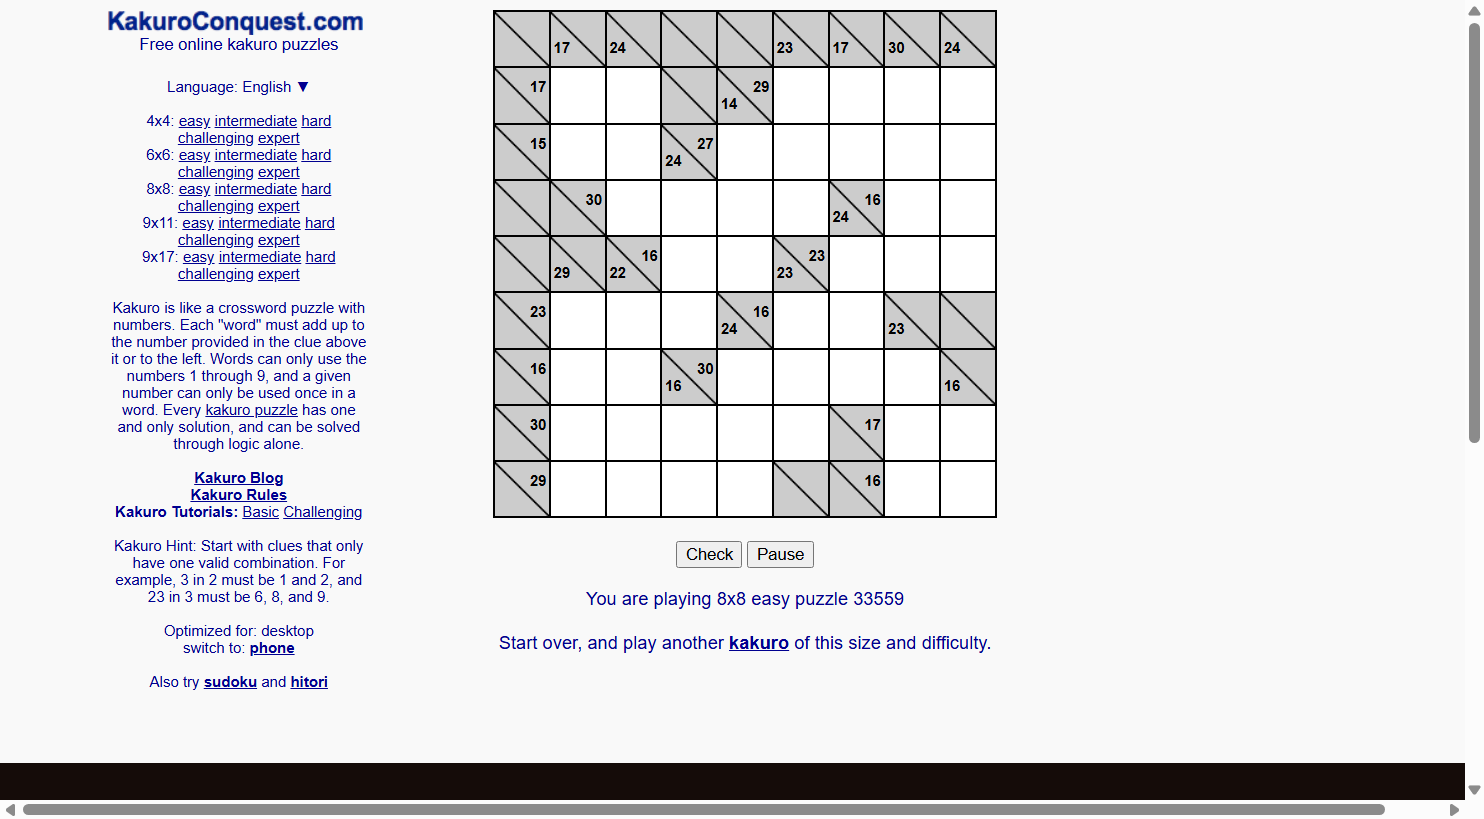 KakuroConquest.com
Free online kakuro puzzles
Language: English ▼
4x4: easy intermediate hard
challenging expert
6x6: easy intermediate hard
challenging expert
8x8: easy intermediate hard
challenging expert
9x11: easy intermediate hard
challenging expert
9x17: easy intermediate hard
challenging expert
Kakuro is like a crossword puzzle with
numbers. Each "word" must add up to
the number provided in the clue above
it or to the left. Words can only use the
numbers 1 through 9, and a given
number can only be used once in a
word. Every kakuro puzzle has one
and only solution, and can be solved
through logic alone.
Kakuro Blog
Kakuro Rules
Kakuro Tutorials: Basic Challenging
Kakuro Hint: Start with clues that only
have one valid combination. For
example, 3 in 2 must be 1 and 2, and
23 in 3 must be 6, 8, and 9.
Optimized for: desktop
switch to: phone
Also try sudoku and hitori
17 24 23 17 30 24
17 29
14
15 27
24
30 16
24
16 23
29 22 23
23 16
24 23
16 30
16 16
30 17
29 16
Check Pause
You are playing 8x8 easy puzzle 33559
Start over, and play another kakuro of this size and difficulty.